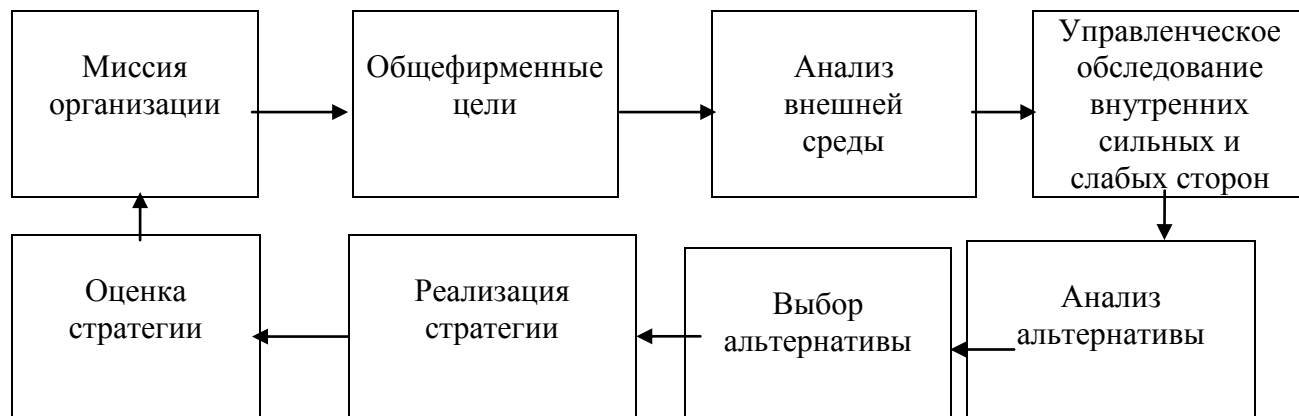 Миссия
организации
Общефирменные
цели
Анализ
внешней
среды
Управленческое
обследование
внутренних
сильных и
слабых сторон
Оценка
стратегии
Реализация
стратегии
Выбор
альтернативы
Анализ
альтернативы